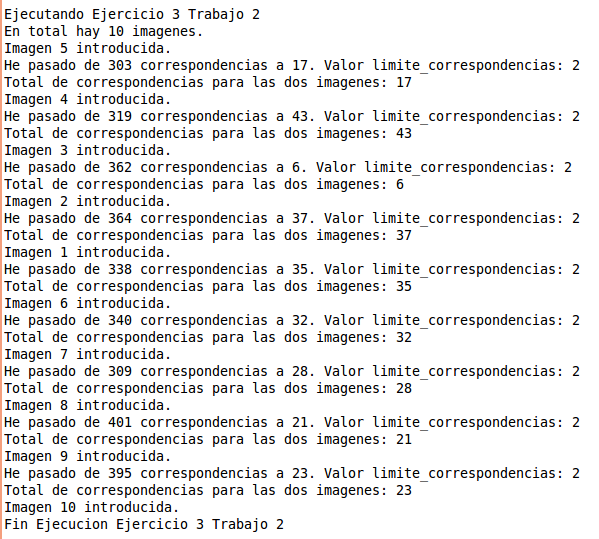 Ejecutando Ejercicio 3 Trabajo 2
En total hay 10 imagenes.
Imagen 5 introducida.
He pasado de 303 correspondencias a 17. Valor limite_correspondencias: 2
Total de correspondencias para las dos imagenes: 17
Imagen 4 introducida.
He pasado de 319 correspondencias a 43. Valor limite_correspondencias: 2
Total de correspondencias para las dos imagenes: 43
Imagen 3 introducida.
He pasado de 362 correspondencias a 6. Valor limite_correspondencias: 2
Total de correspondencias para las dos imagenes: 6
Imagen 2 introducida.
He pasado de 364 correspondencias a 37. Valor limite_correspondencias: 2
Total de correspondencias para las dos imagenes: 37
Imagen 1 introducida.
He pasado de 338 correspondencias a 35. Valor limite_correspondencias: 2
Total de correspondencias para las dos imagenes: 35
Imagen 6 introducida.
He pasado de 340 correspondencias a 32. Valor limite_correspondencias: 2
Total de correspondencias para las dos imagenes: 32
Imagen 7 introducida.
He pasado de 309 correspondencias a 28. Valor limite_correspondencias: 2
Total de correspondencias para las dos imagenes: 28
Imagen 8 introducida.
He pasado de 401 correspondencias a 21. Valor limite_correspondencias: 2
Total de correspondencias para las dos imagenes: 21
Imagen 9 introducida.
He pasado de 395 correspondencias a 23. Valor limite_correspondencias: 2
Total de correspondencias para las dos imagenes: 23
Imagen 10 introducida.
Fin Ejecucion Ejercicio 3 Trabajo 2